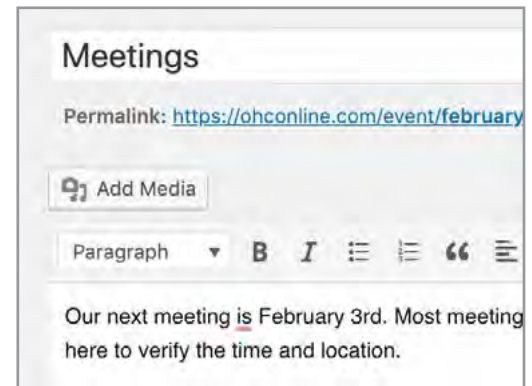 Meetings
Permalink: https://ohconline.com/event/february
Add Media
Paragraph B I
Our next meeting is February 3rd. Most meeting
here to verify the time and location.